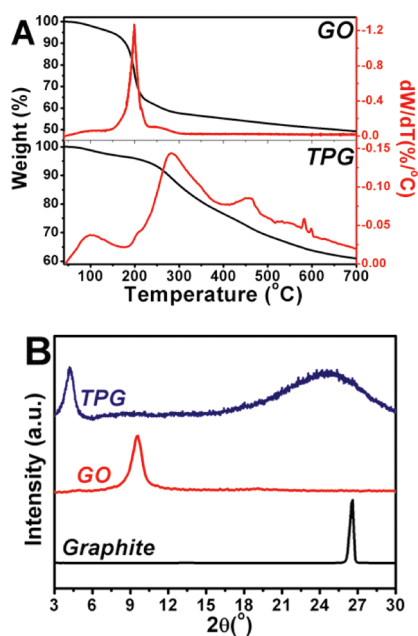 A
GO
100
90
80
70
60
50
-1.2
-0.8
-0.4
0.0
TPG
100
90
80
70
60
-0.15
-0.10
-0.05
0.00
Weight (%)
dW/dT(%/°C)
100 200 300 400 500 600 700
Temperature (°C)
B
TPG
GO
Graphite
Intensity (a.u.)
3 6 9 12 15 18 21 24 27 30
2θ(°)